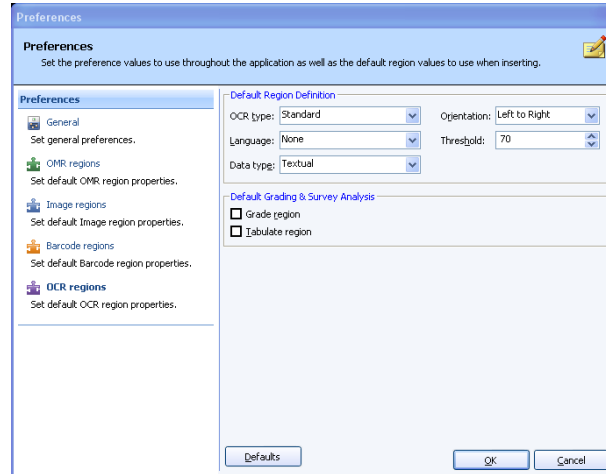 Preferences
Preferences
Set the preference values to use throughout the application as well as the default region values to use when inserting.
Preferences
General
Set general preferences.
OMR regions
Set default OMR region properties.
Image regions
Set default Image region properties.
Barcode regions
Set default Barcode region properties.
OCR regions
Set default OCR region properties.
Default Region Definition
OCR type: Standard Orientation: Left to Right
Language: None Threshold: 70
Data type: Textual
Default Grading & Survey Analysis
Grade region
Tabulate region
Defaults OK Cancel